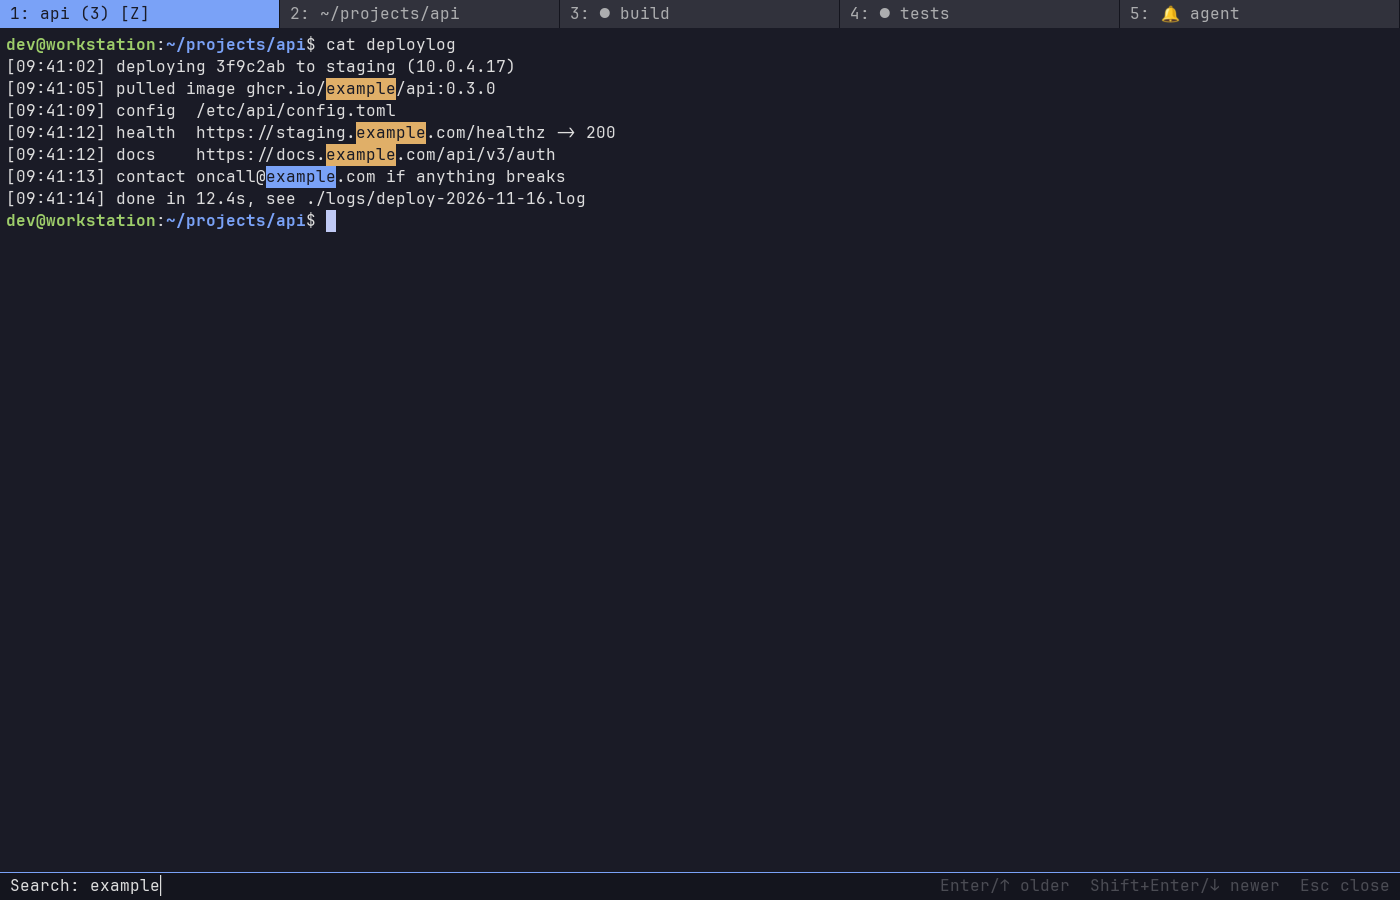 1: api (3) [Z]
2: ~/projects/api
3: ● build
4: ● tests
5: 🔔 agent
dev@workstation:~/projects/api$ cat deploylog
[09:41:02] deploying 3f9c2ab to staging (10.0.4.17)
[09:41:05] pulled image ghcr.io/example/api:0.3.0
[09:41:09] config  /etc/api/config.toml
[09:41:12] health  https://staging.example.com/healthz -> 200
[09:41:12] docs    https://docs.example.com/api/v3/auth
[09:41:13] contact oncall@example.com if anything breaks
[09:41:14] done in 12.4s, see ./logs/deploy-2026-11-16.log
dev@workstation:~/projects/api$
Search: example
Enter/↑ older  Shift+Enter/↓ newer  Esc close